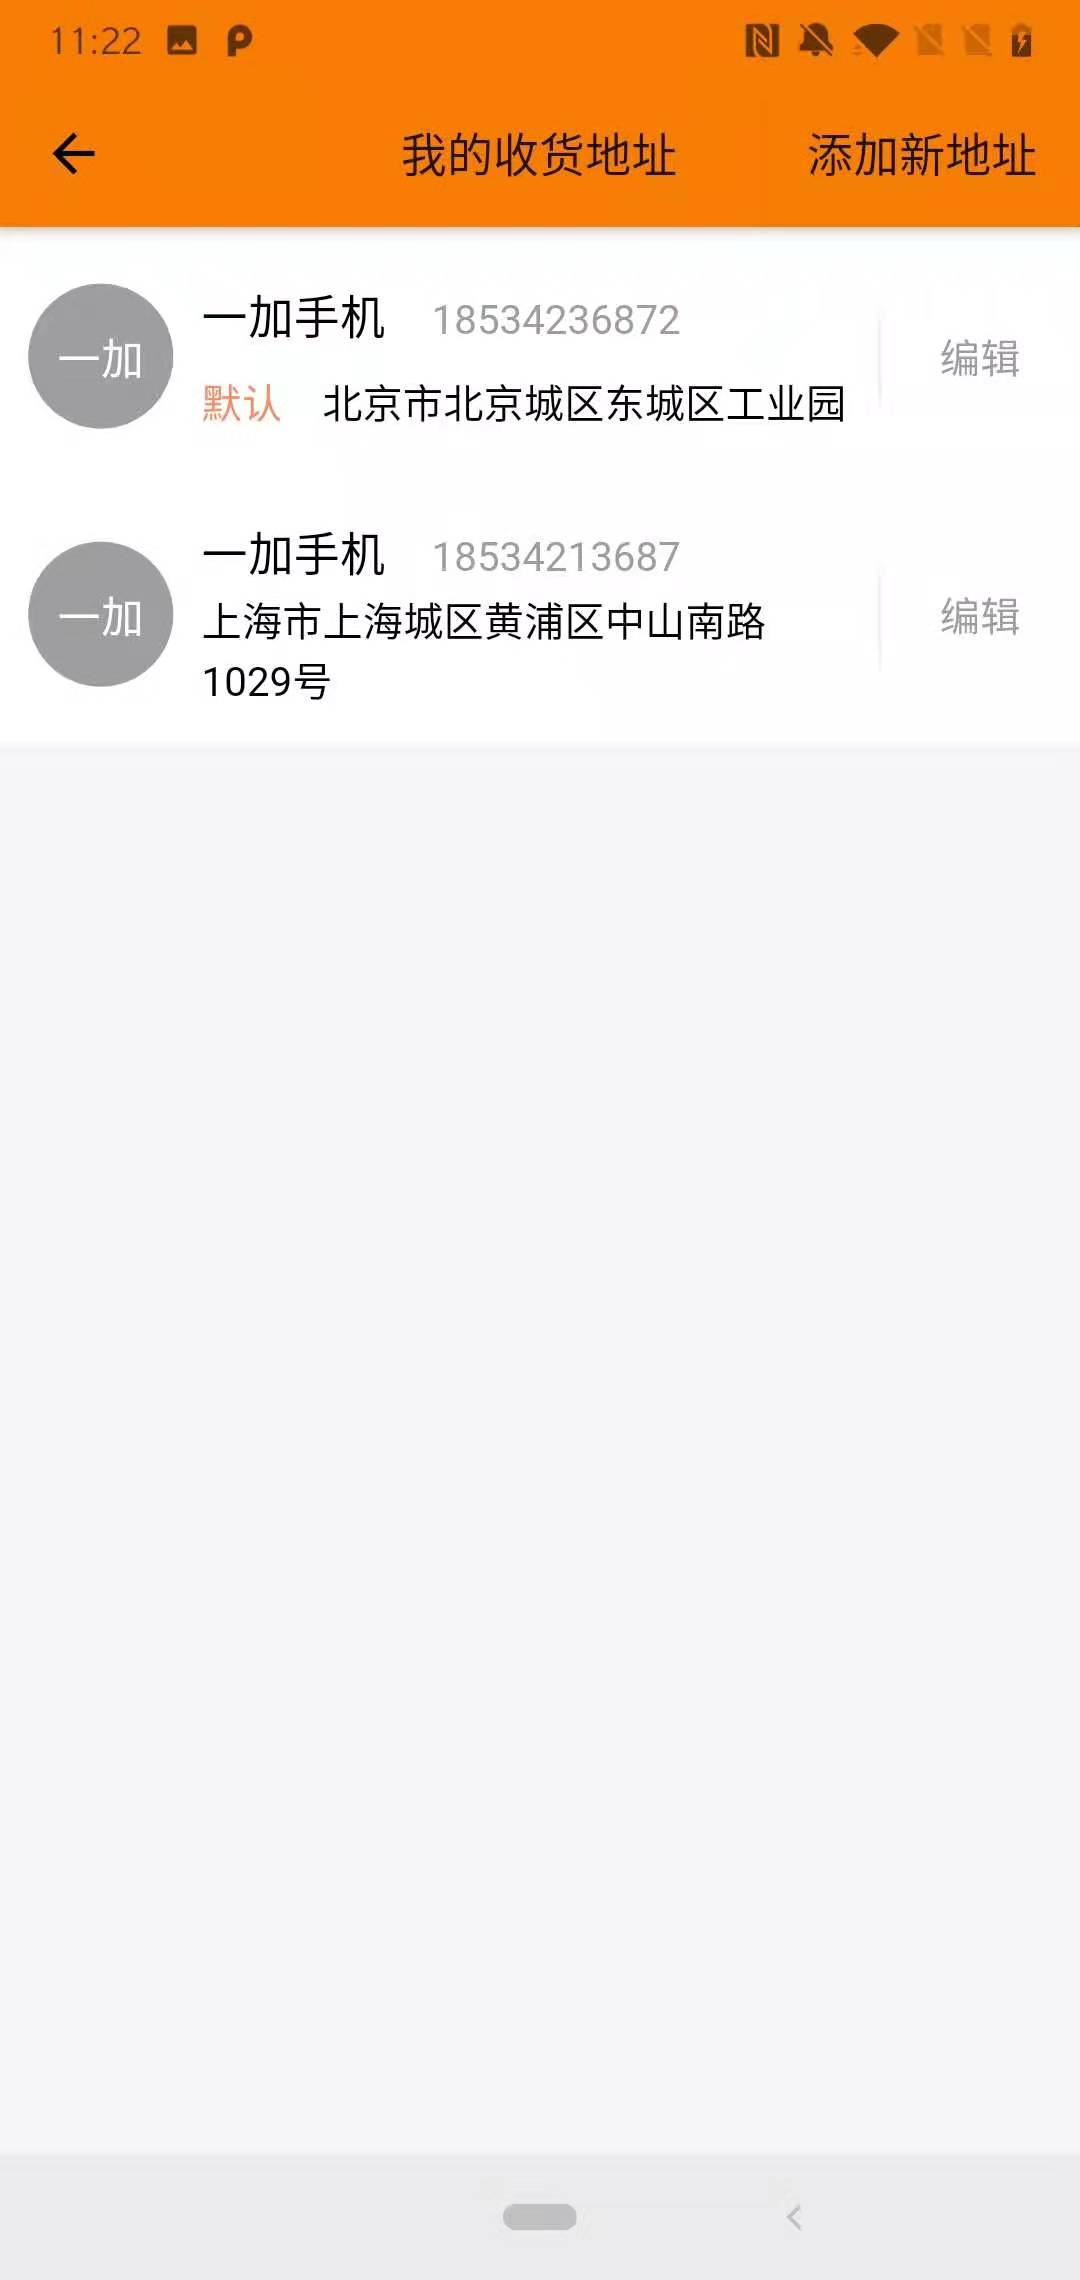 11:22
我的收货地址 添加新地址
一加 一加手机 18534236872 编辑
默认 北京市北京城区东城区工业园
一加 一加手机 18534213687 编辑
上海市上海城区黄浦区中山南路
1029号